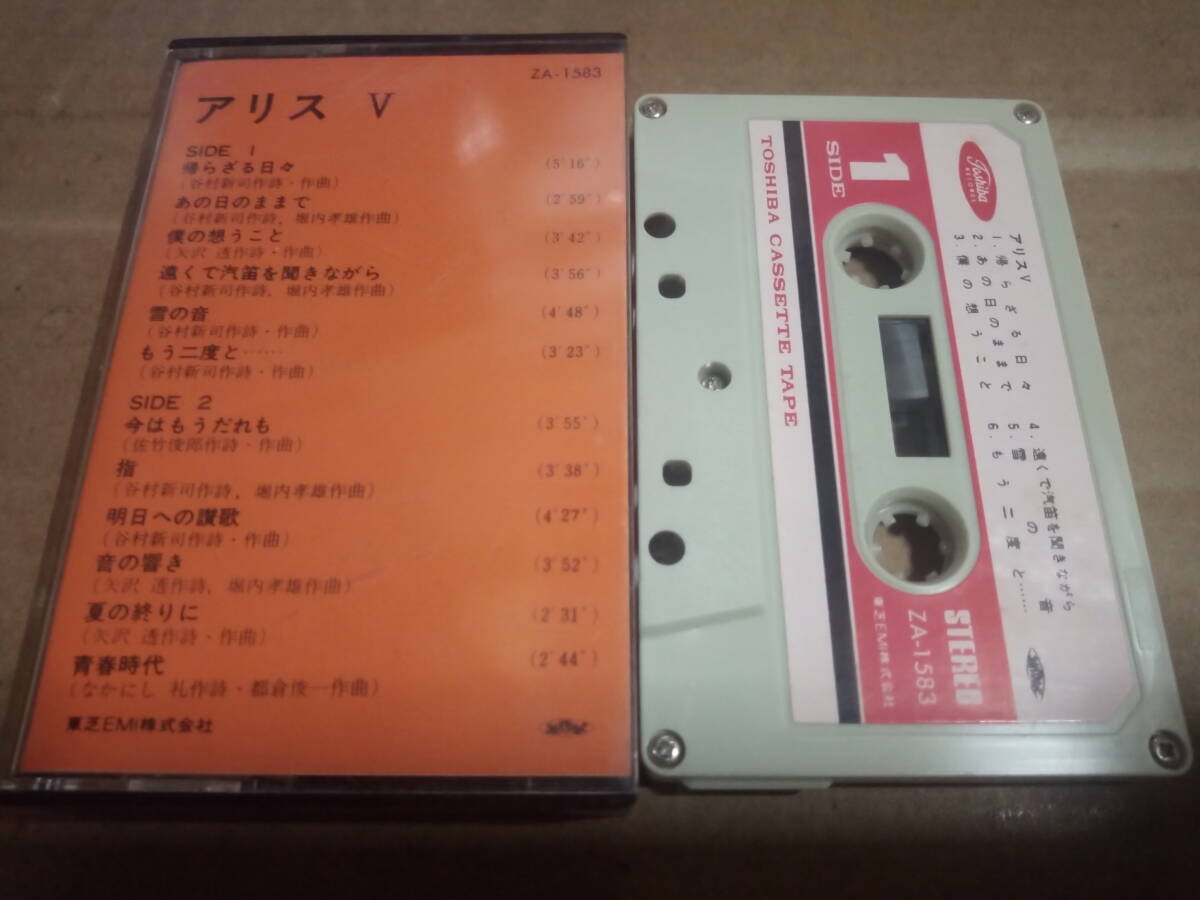 ZA-1583
アリス V
SIDE 1
帰らざる日々 (5'16")
(谷村新司作詩・作曲)
あの日のままで (2'59")
(谷村新司作詩, 堀内孝雄作曲)
僕の想うこと (3'42")
(矢沢 透作詩・作曲)
遠くで汽笛を聞きながら (3'56")
(谷村新司作詩, 堀内孝雄作曲)
雪の音 (4'48")
(谷村新司作詩・作曲)
もう二度と…… (3'23")
(谷村新司作詩・作曲)
SIDE 2
今はもうだれも (3'55")
(佐竹俊郎作詩・作曲)
指 (3'38")
(谷村新司作詩, 堀内孝雄作曲)
明日への讃歌 (4'27")
(谷村新司作詩・作曲)
音の響き (3'52")
(矢沢 透作詩, 堀内孝雄作曲)
夏の終りに (2'31")
(矢沢 透作詩・作曲)
青春時代 (2'44")
(なかにし 礼作詩・都倉俊一作曲)
東芝EMI株式会社
TOSHIBA CASSETTE TAPE
1
SIDE
Toshiba
RECORDS
アリスV
1. 帰らざる日々
2. あの日のままで
3. 僕の想うこと
4. 遠くで汽笛を聞きながら
5. 雪の音
6. もう二度と……
STEREO
ZA-1583
東芝EMI株式会社